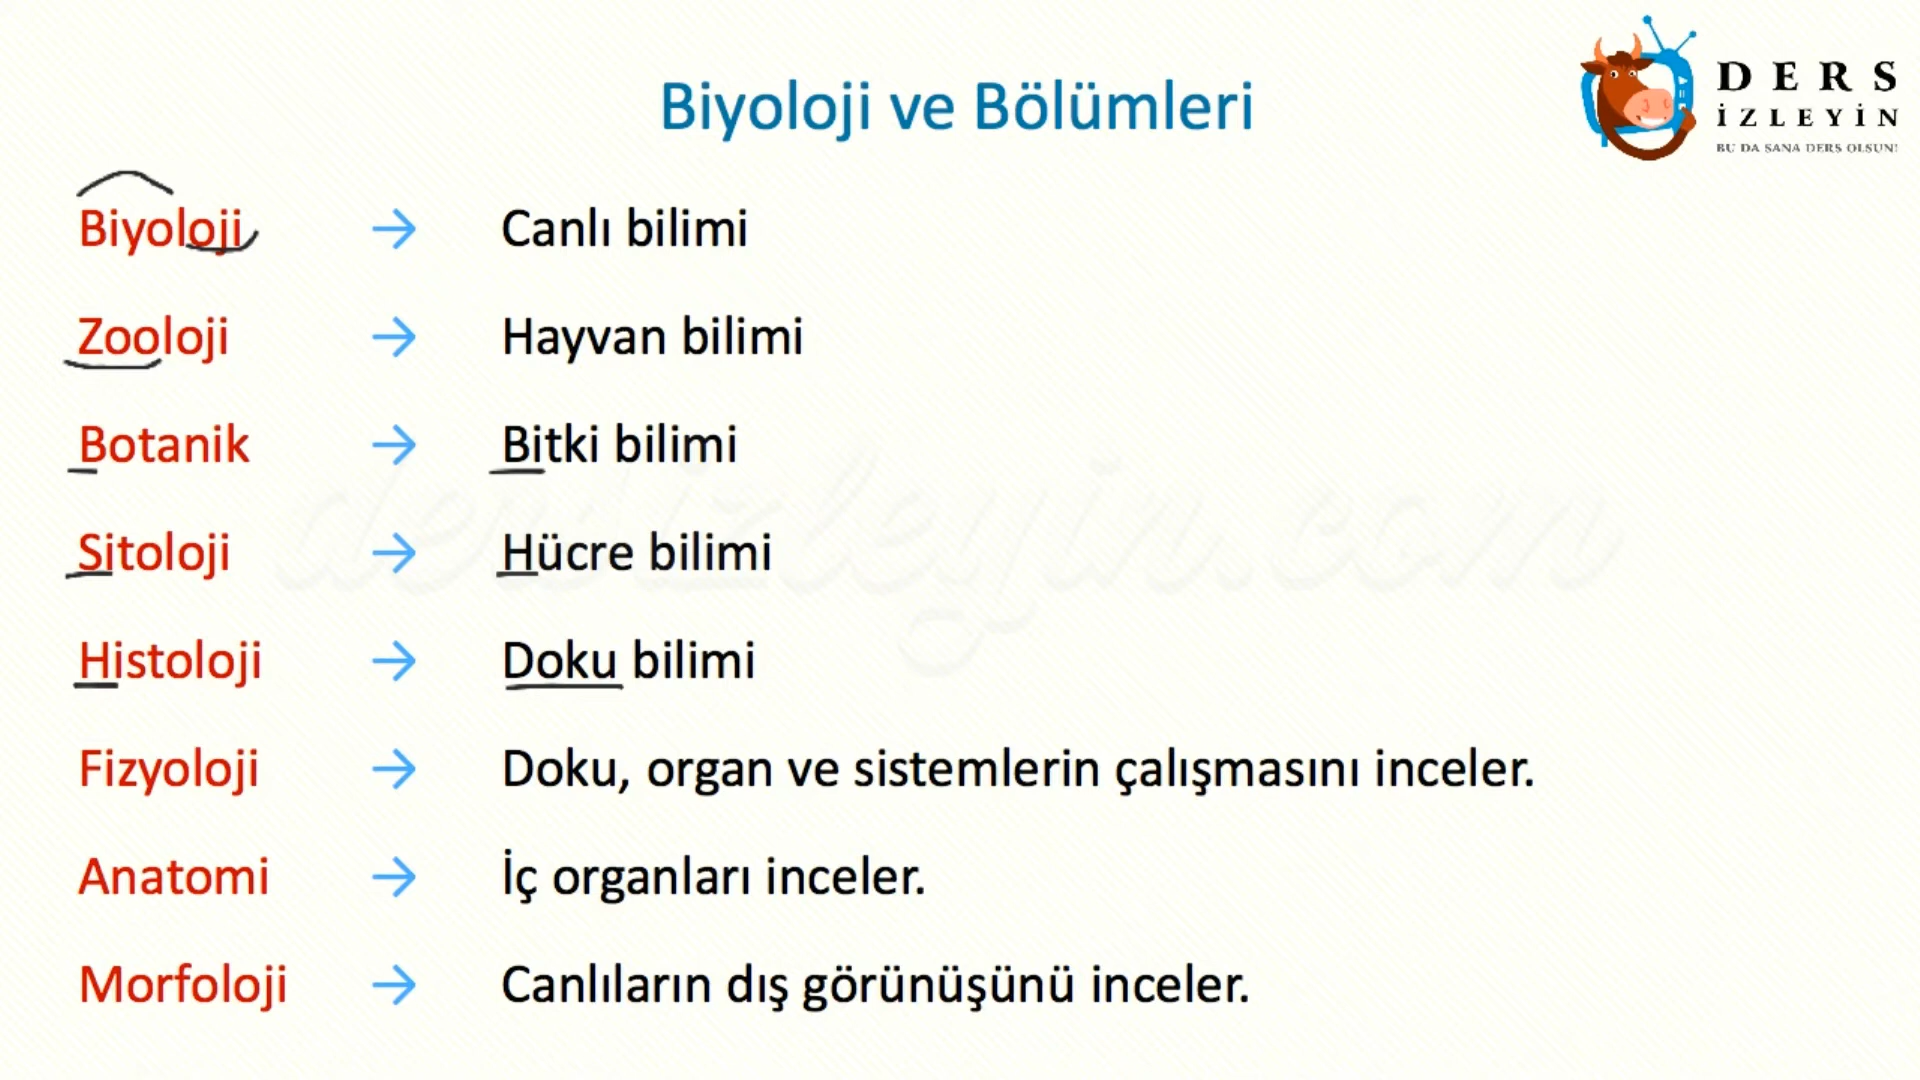 Biyoloji ve Bölümleri
DERS
İZLEYİN
BU DA SANA DERS OLSUN!
Biyoloji → Canlı bilimi
Zooloji → Hayvan bilimi
Botanik → Bitki bilimi
Sitoloji → Hücre bilimi
Histoloji → Doku bilimi
Fizyoloji → Doku, organ ve sistemlerin çalışmasını inceler.
Anatomi → İç organları inceler.
Morfoloji → Canlıların dış görünüşünü inceler.
dersizleyin.com